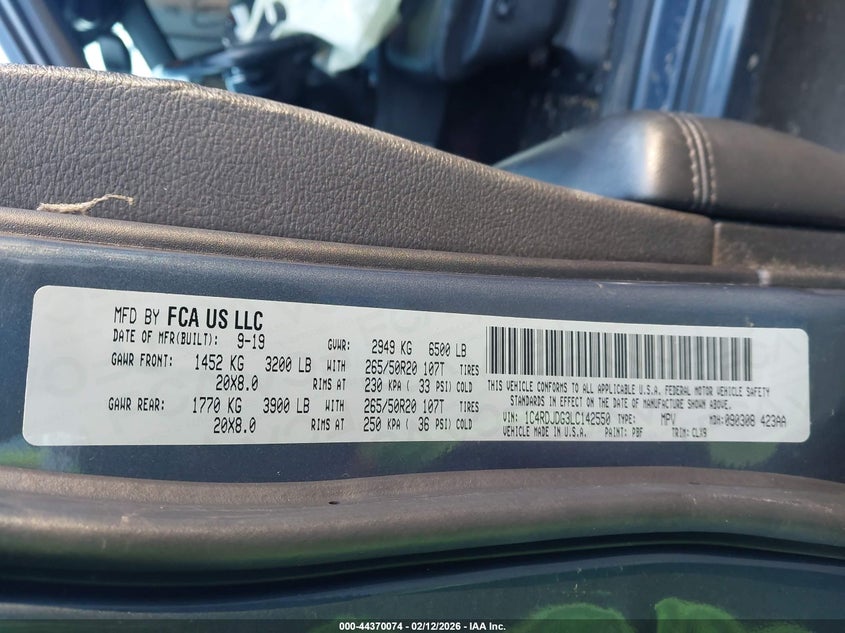 MFD BY FCA US LLC
DATE OF MFR(BUILT): 9-19 GVWR: 2949 KG 6500 LB
GAWR FRONT: 1452 KG 3200 LB WITH 265/50R20 107T TIRES
20X8.0 RIMS AT 230 KPA ( 33 PSI) COLD
GAWR REAR: 1770 KG 3900 LB WITH 265/50R20 107T TIRES
20X8.0 RIMS AT 250 KPA ( 36 PSI) COLD
THIS VEHICLE CONFORMS TO ALL APPLICABLE U.S.A. FEDERAL MOTOR VEHICLE SAFETY
STANDARDS IN EFFECT ON THE DATE OF MANUFACTURE SHOWN ABOVE.
VIN: 1C4RDJDG3LC142550 TYPE: MPV MDH: 090308 423AA
VEHICLE MADE IN U.S.A. PAINT: PBF TRIM: CLX9
000-44370074 - 02/12/2026 - IAA Inc.